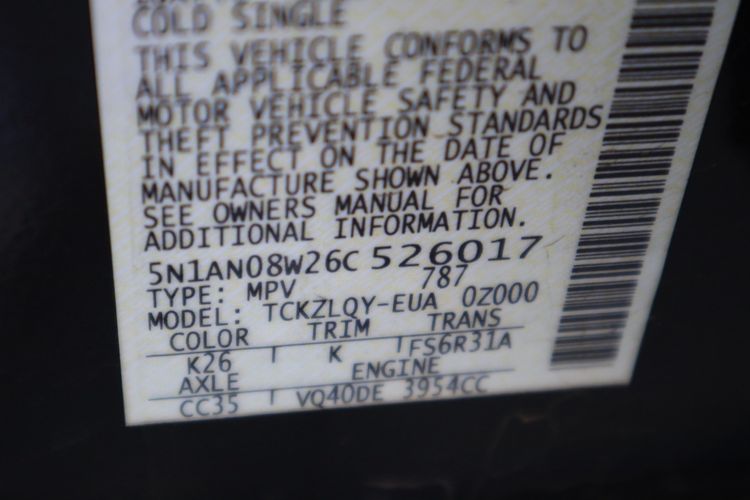 COLD SINGLE
THIS VEHICLE CONFORMS TO
ALL APPLICABLE FEDERAL
MOTOR VEHICLE SAFETY AND
THEFT PREVENTION STANDARDS
IN EFFECT ON THE DATE OF
MANUFACTURE SHOWN ABOVE.
SEE OWNERS MANUAL FOR
ADDITIONAL INFORMATION.
5N1AN08W26C 526017
TYPE: MPV 787
MODEL: TCKZLQY-EUA 0Z000
COLOR TRIM TRANS
K26 K FS6R31A
AXLE ENGINE
CC35 VQ40DE 3954CC